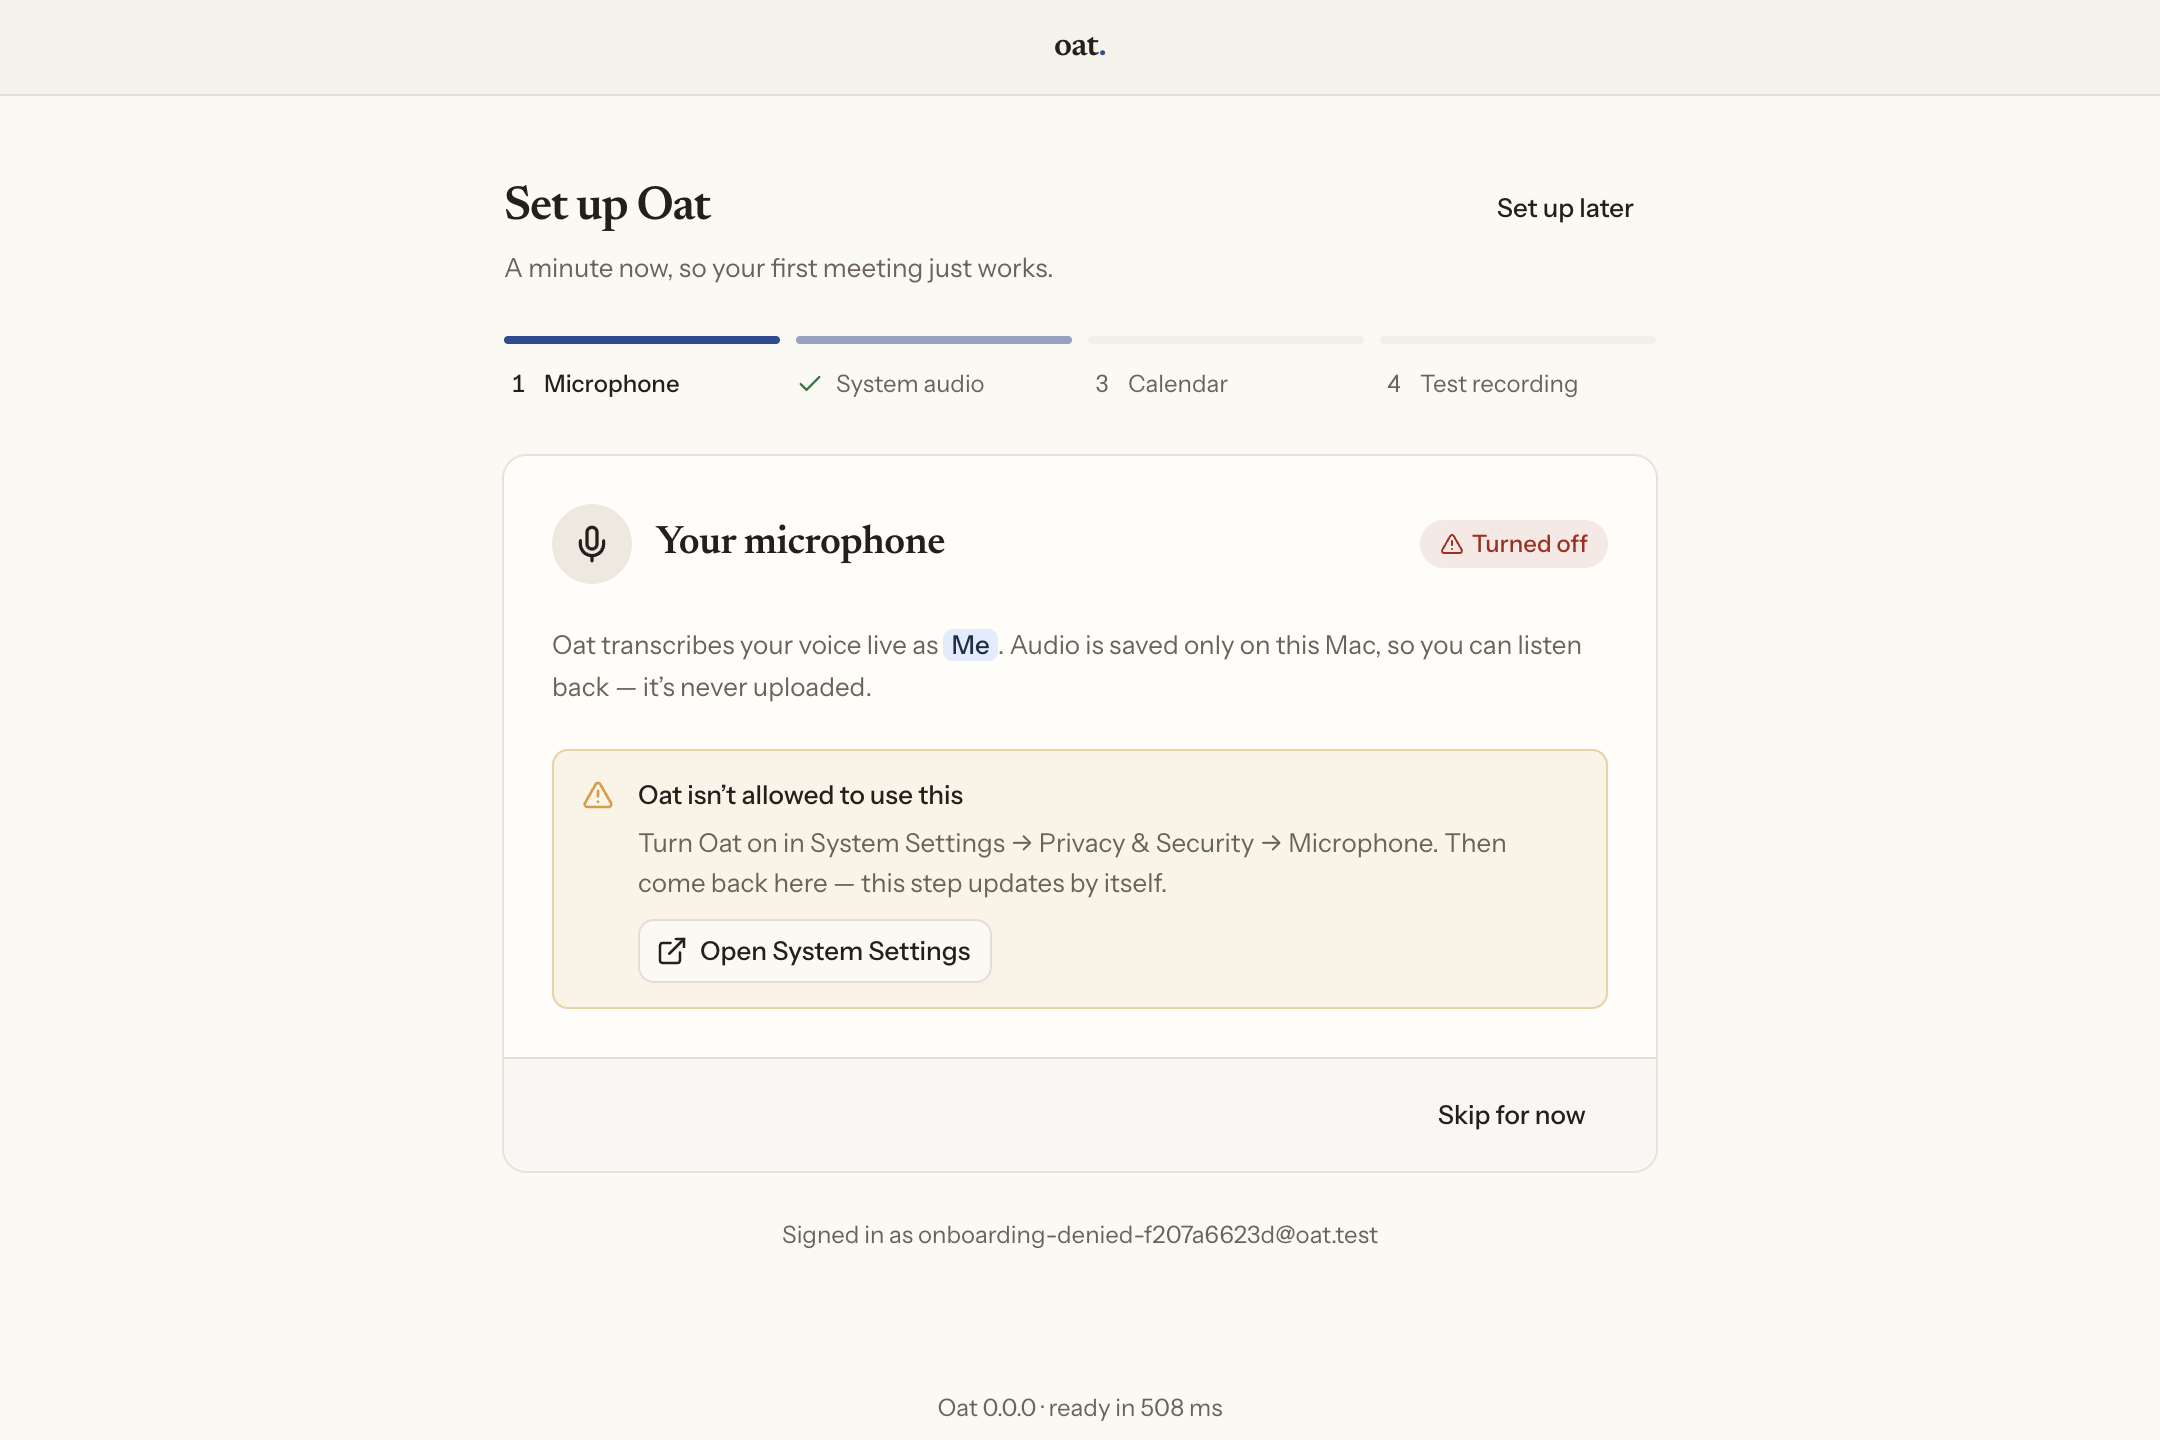 oat.
Set up Oat
Set up later
A minute now, so your first meeting just works.
1 Microphone
System audio
3 Calendar
4 Test recording
Your microphone
Turned off
Oat transcribes your voice live as Me. Audio is saved only on this Mac, so you can listen
back — it’s never uploaded.
Oat isn’t allowed to use this
Turn Oat on in System Settings → Privacy & Security → Microphone. Then
come back here — this step updates by itself.
Open System Settings
Skip for now
Signed in as onboarding-denied-f207a6623d@oat.test
Oat 0.0.0 · ready in 508 ms